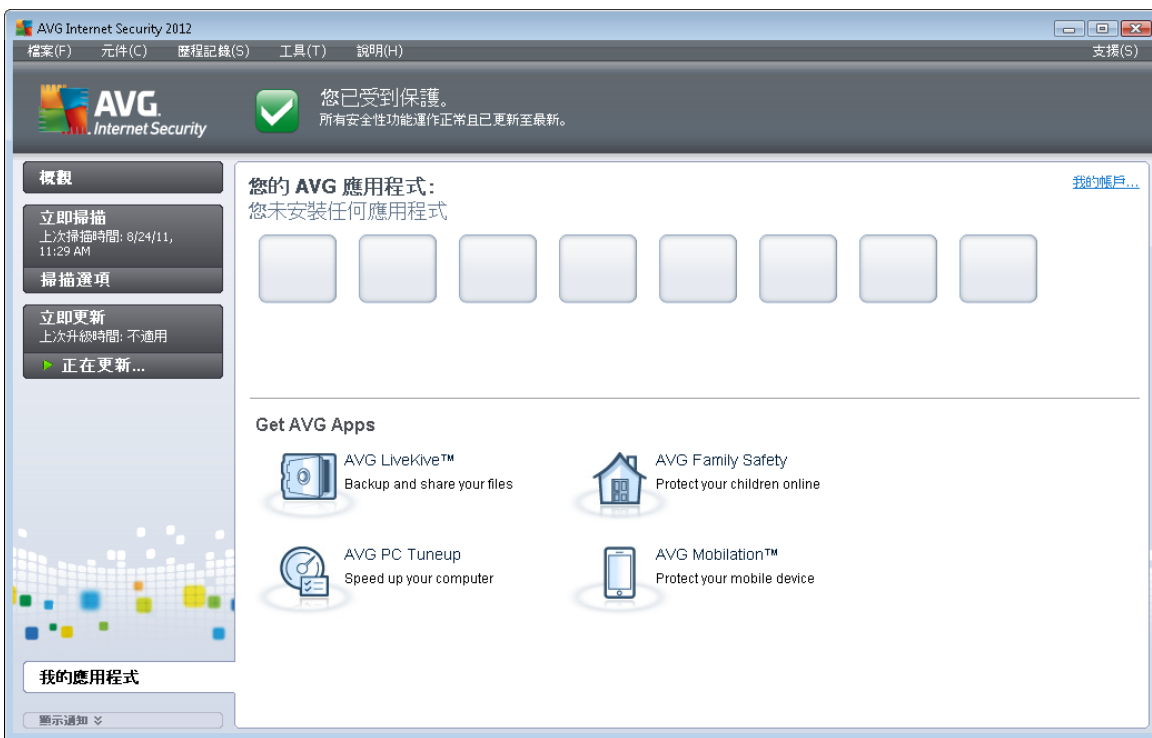 AVG Internet Security 2012
檔案(F) 元件(C) 歷程記錄(S) 工具(T) 說明(H) 支援(S)
AVG.
Internet Security
您已受到保護。
所有安全性功能運作正常且已更新至最新。
概觀
立即掃描
上次掃描時間: 8/24/11,
11:29 AM
掃描選項
立即更新
上次升級時間: 不適用
正在更新...
我的應用程式
顯示通知
您的 AVG 應用程式:
我的帳戶...
您未安裝任何應用程式
Get AVG Apps
AVG LiveKive™
Backup and share your files
AVG Family Safety
Protect your children online
AVG PC Tuneup
Speed up your computer
AVG Mobilation™
Protect your mobile device